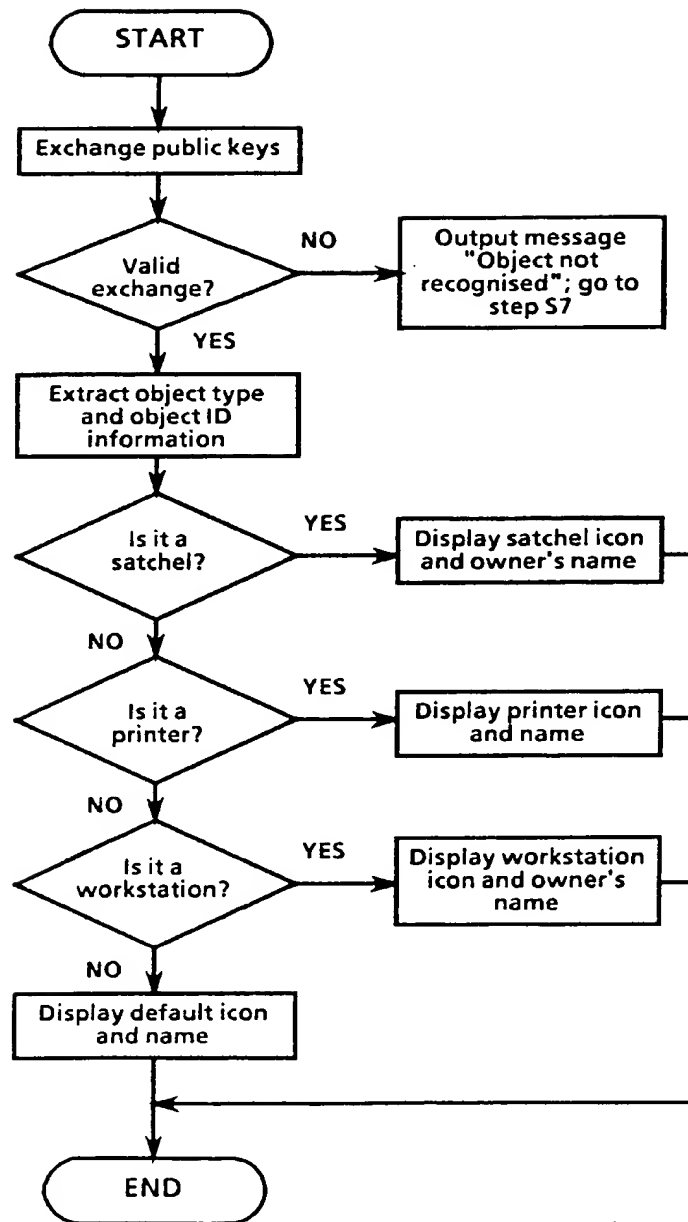 START
Exchange public keys
Valid
exchange?
NO
Output message
"Object not
recognised"; go to
step S7
YES
Extract object type
and object ID
information
Is it a
satchel?
YES
Display satchel icon
and owner's name
NO
Is it a
printer?
YES
Display printer icon
and name
NO
Is it a
workstation?
YES
Display workstation
icon and owner's
name
NO
Display default icon
and name
END